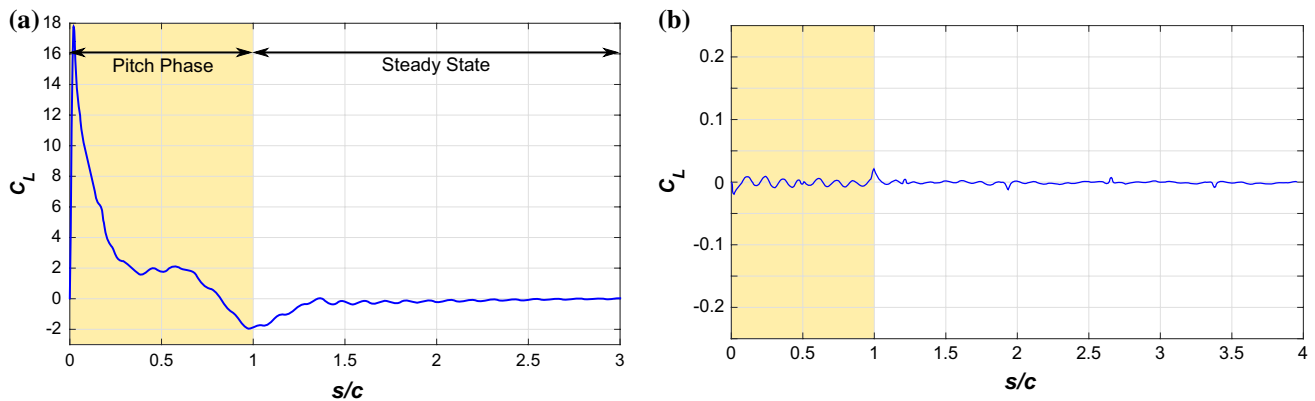 (a)
18
16
14
12
10
8
6
4
2
0
-2
C_L
Pitch Phase
Steady State
0 0.5 1 1.5 2 2.5 3
s/c
(b)
0.2
0.1
0
-0.1
-0.2
C_L
0 0.5 1 1.5 2 2.5 3 3.5 4
s/c